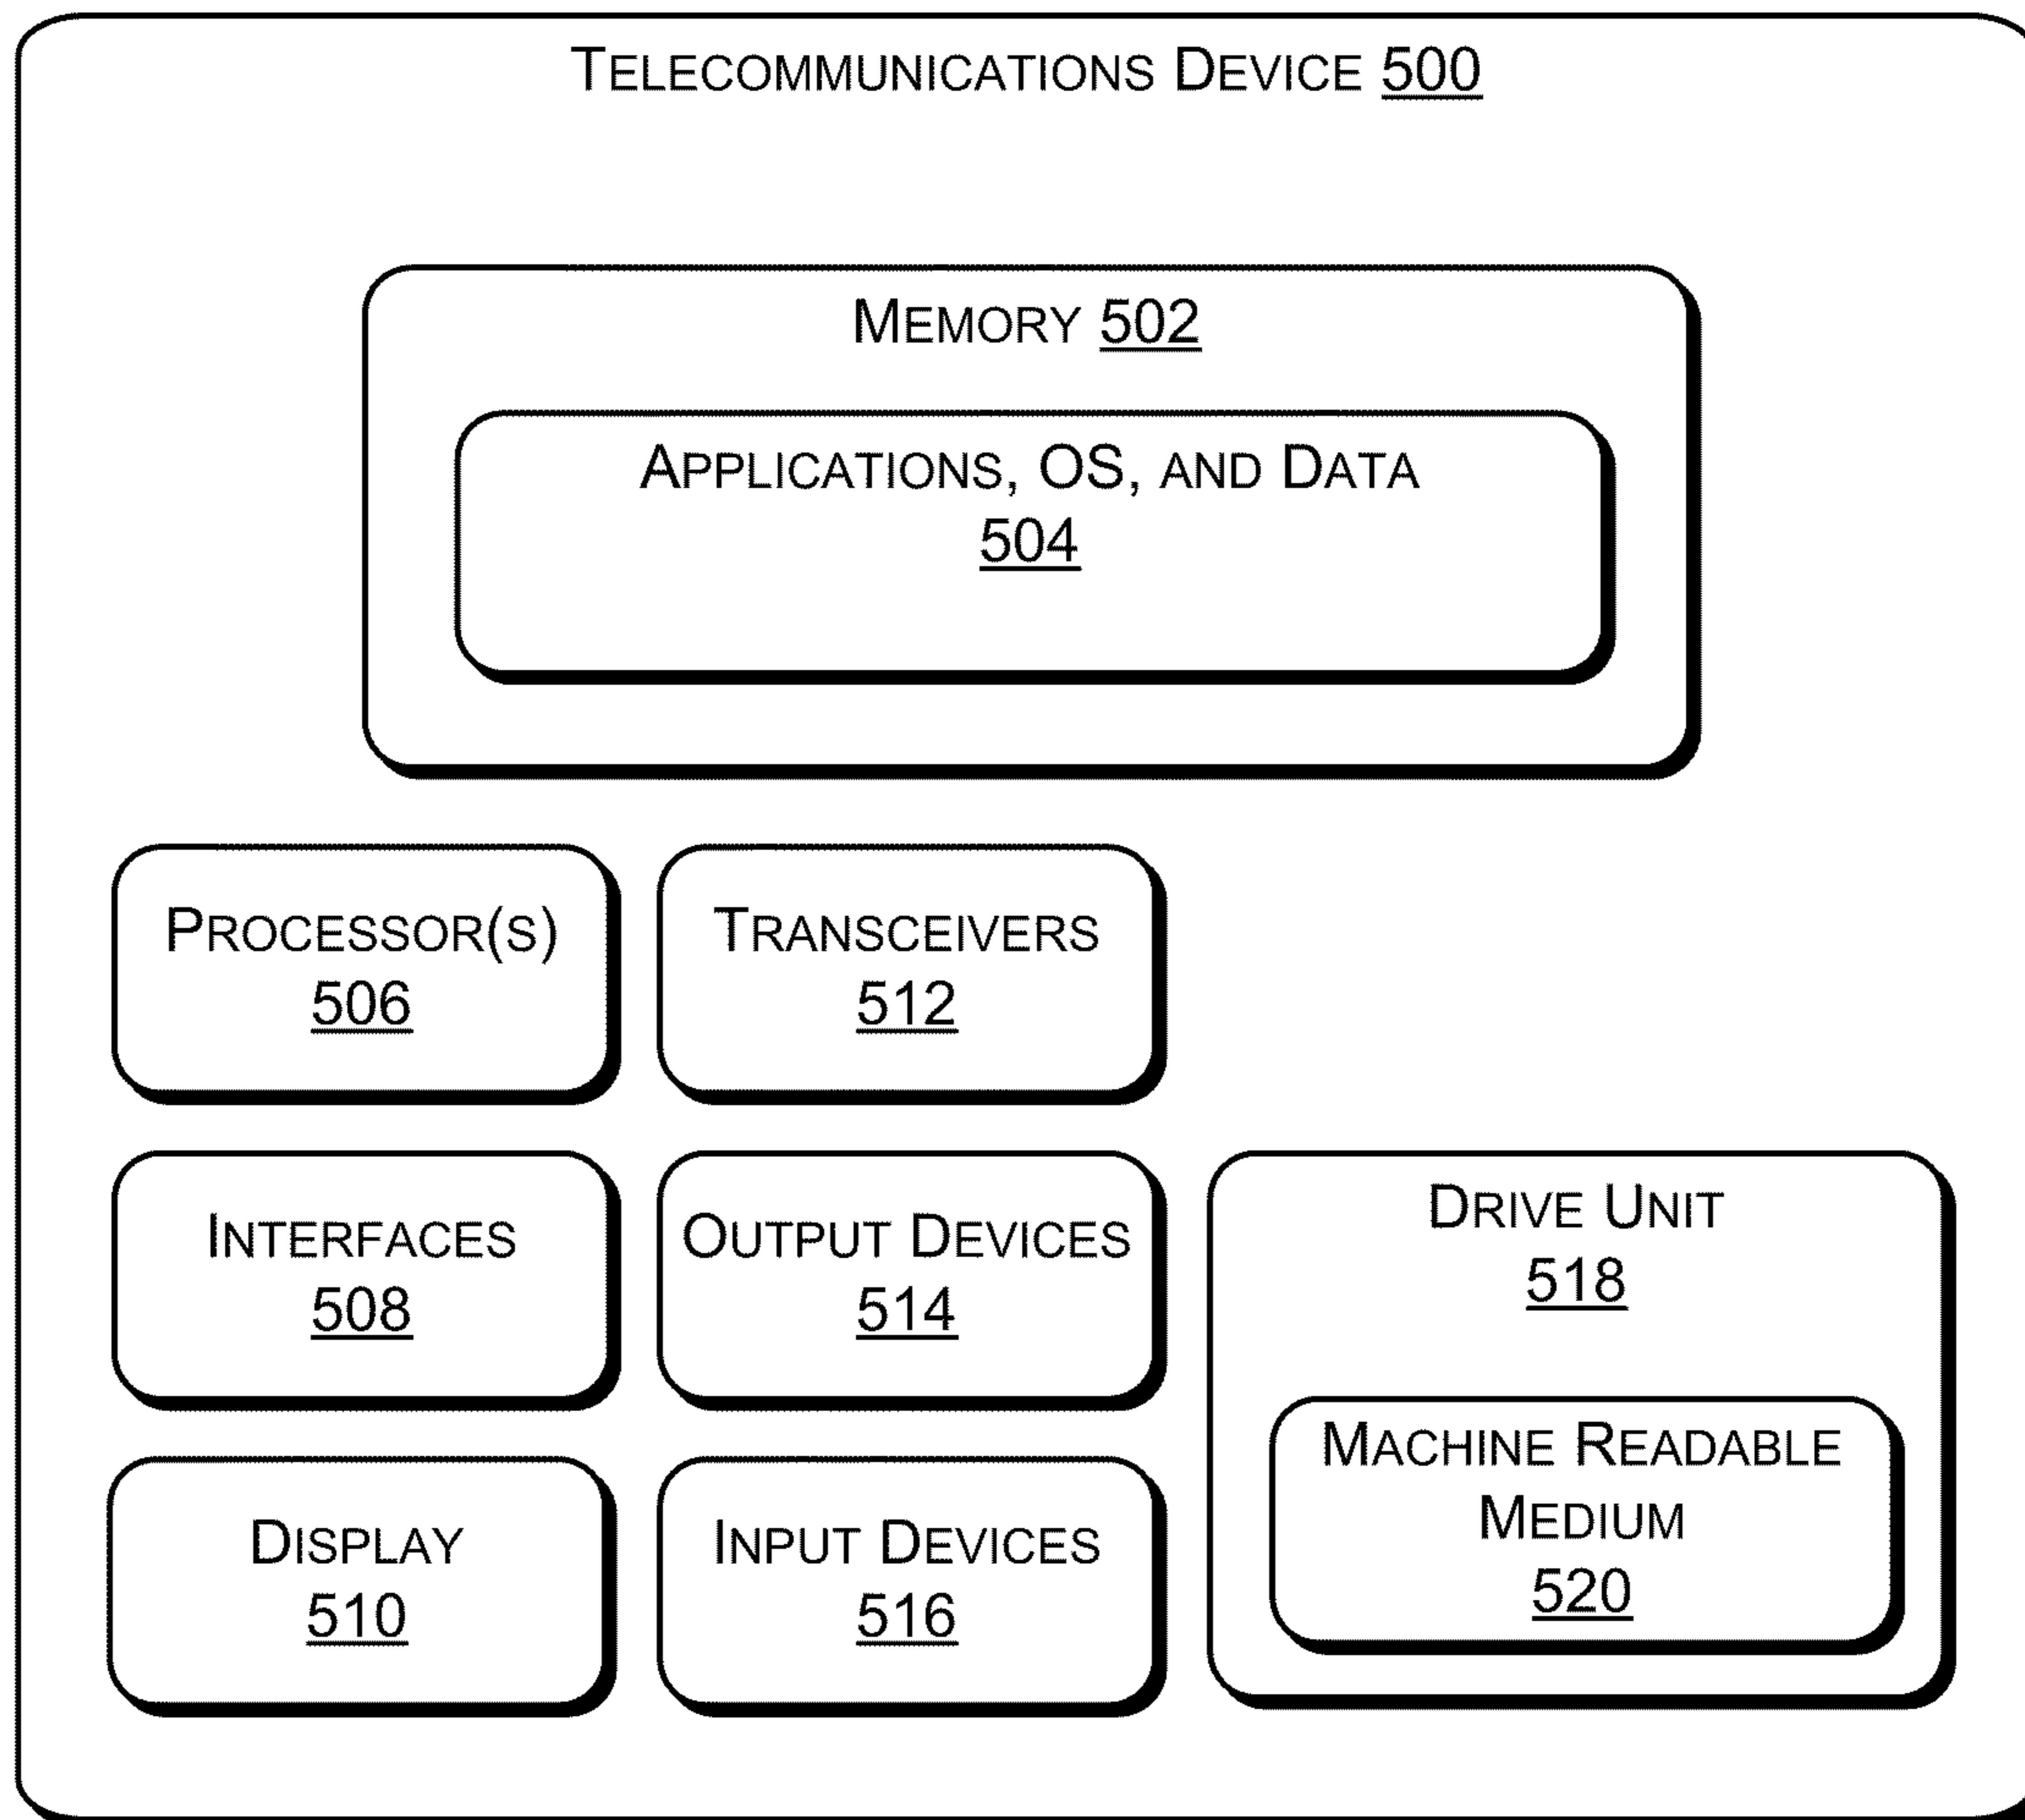 TELECOMMUNICATIONS DEVICE 500
MEMORY 502
APPLICATIONS, OS, AND DATA
504
PROCESSOR(S)
506
TRANSCEIVERS
512
INTERFACES
508
OUTPUT DEVICES
514
DRIVE UNIT
518
DISPLAY
510
INPUT DEVICES
516
MACHINE READABLE
MEDIUM
520